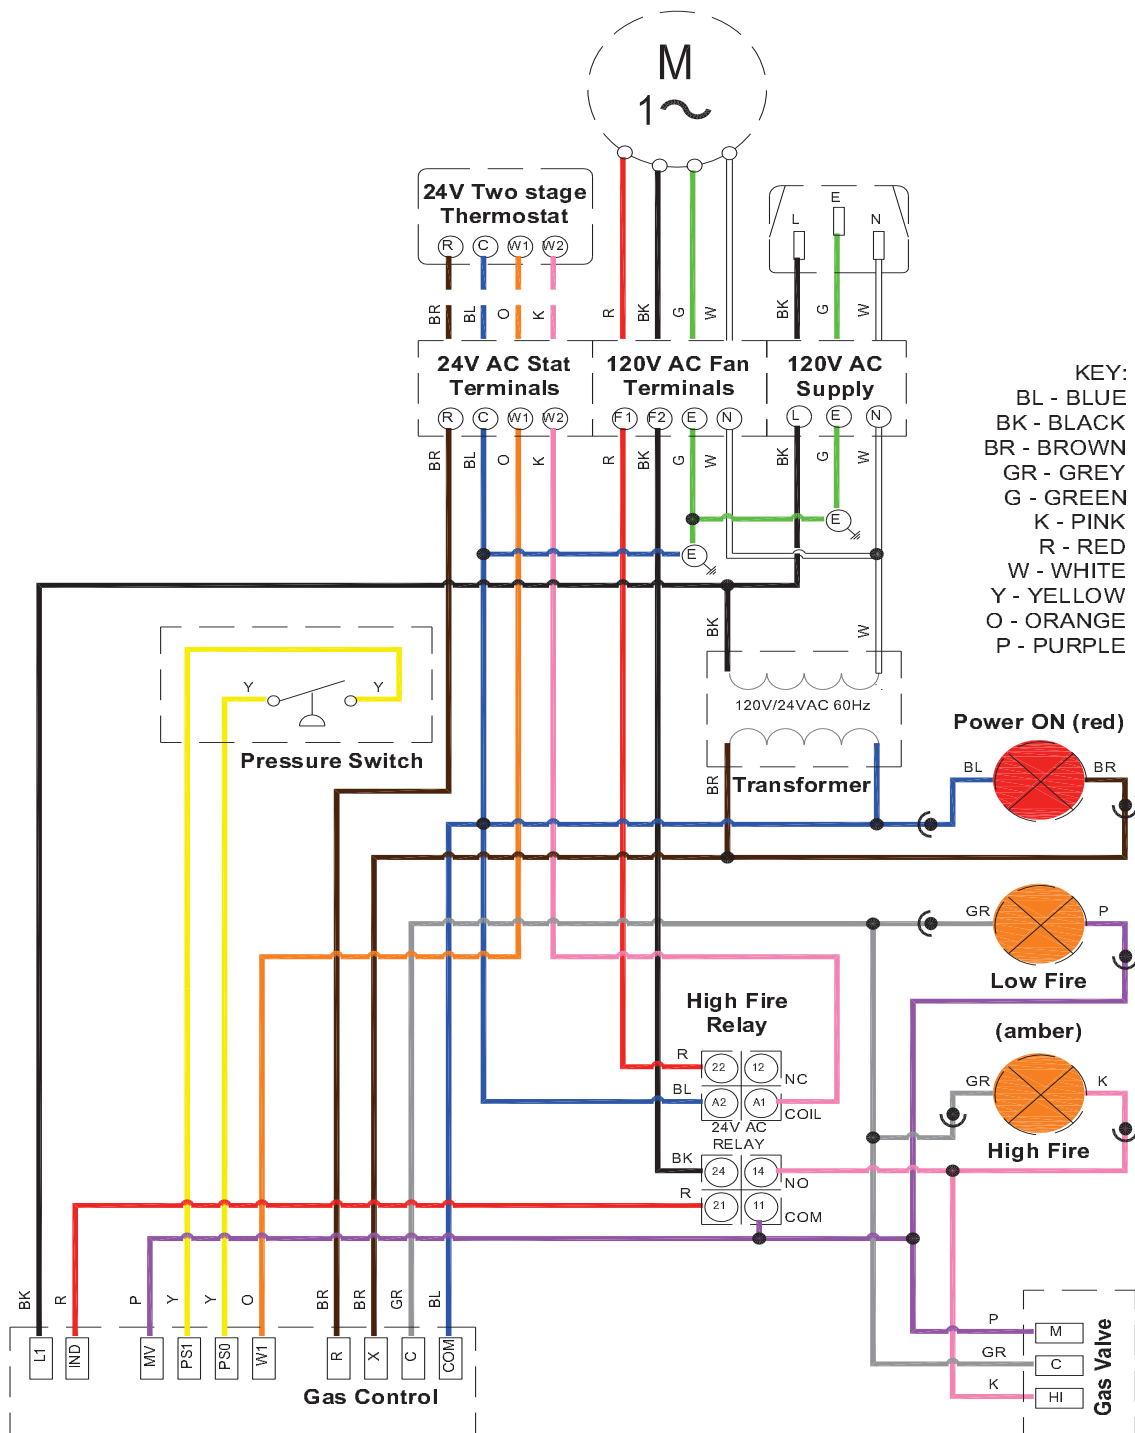 M
1
24V Two stage
Thermostat
R C W1 W2
L E N
BR BL O K R BK G W BK G W
24V AC Stat
Terminals
120V AC Fan
Terminals
120V AC
Supply
R C W1 W2 F1 F2 E N L E N
BR BL O K R BK G W BK G W
E
E
KEY:
BL - BLUE
BK - BLACK
BR - BROWN
GR - GREY
G - GREEN
K - PINK
R - RED
W - WHITE
Y - YELLOW
O - ORANGE
P - PURPLE
BK W
Y Y
Pressure Switch
120V/24VAC 60Hz
Transformer
BR
Power ON (red)
BL BR
GR P
Low Fire
(amber)
GR K
High Fire
High Fire
Relay
R 22 12 NC
BL A2 A1 COIL
24V AC
RELAY
BK 24 14 NO
R 21 11 COM
BK R P Y Y O BR BR GR BL
L1 IND MV PS1 PS0 W1 R X C COM
Gas Control
P M
GR C
K HI
Gas Valve